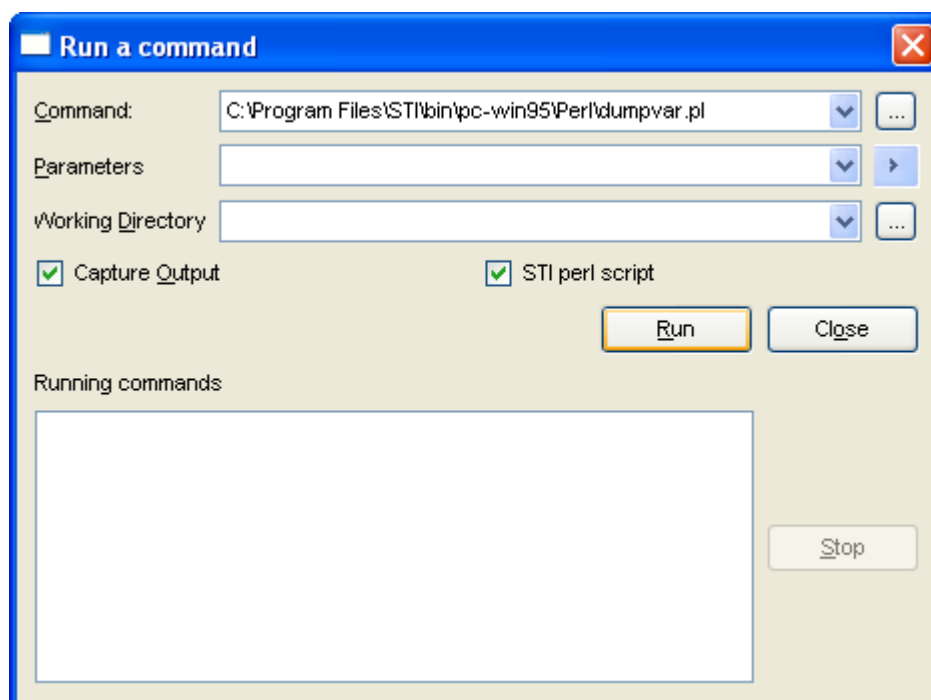 Run a command
Command: C:\Program Files\STI\bin\pc-win95\Perl\dumpvar.pl ...
Parameters
Working Directory ...
Capture Output STI perl script
Run Close
Running commands
Stop